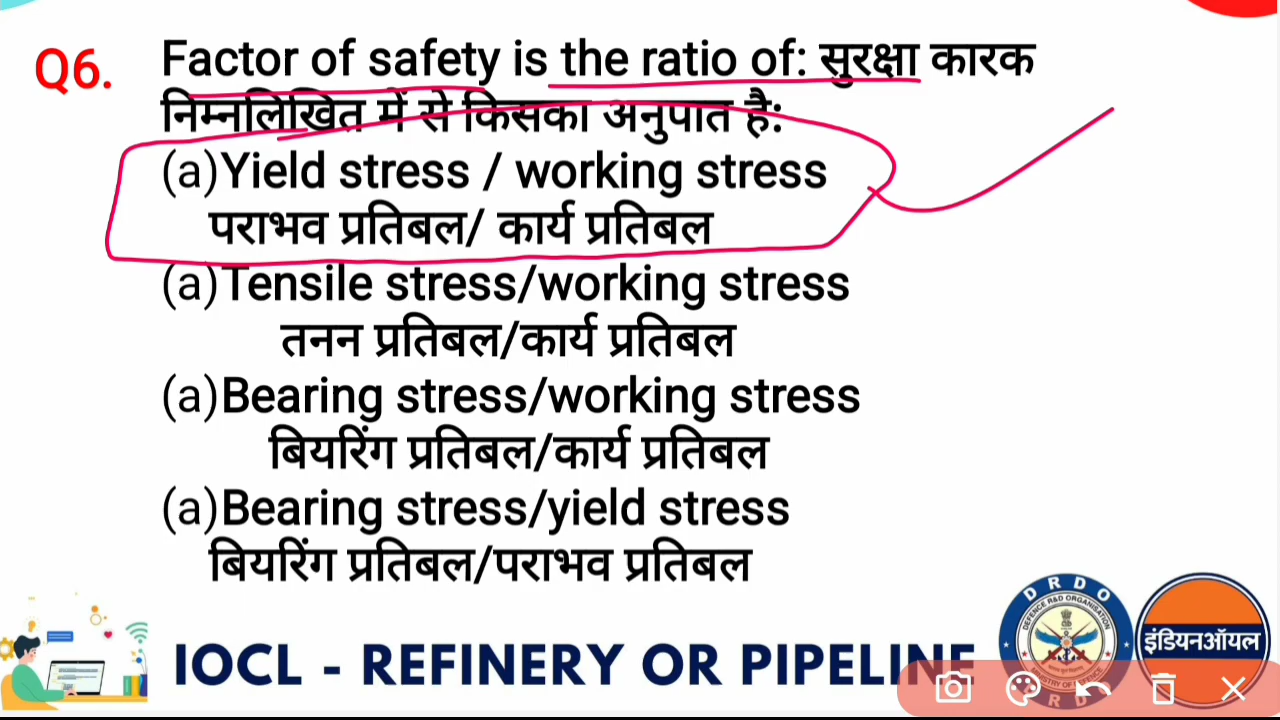 Q6. Factor of safety is the ratio of: सुरक्षा कारक
निम्नलिखित में से किसका अनुपात है:
(a)Yield stress / working stress
पराभव प्रतिबल/ कार्य प्रतिबल
(a)Tensile stress/working stress
तनन प्रतिबल/कार्य प्रतिबल
(a)Bearing stress/working stress
बियरिंग प्रतिबल/कार्य प्रतिबल
(a)Bearing stress/yield stress
बियरिंग प्रतिबल/पराभव प्रतिबल
IOCL - REFINERY OR PIPELINE
DRDO
DEFENCE R&D ORGANISATION
इंडियनऑयल